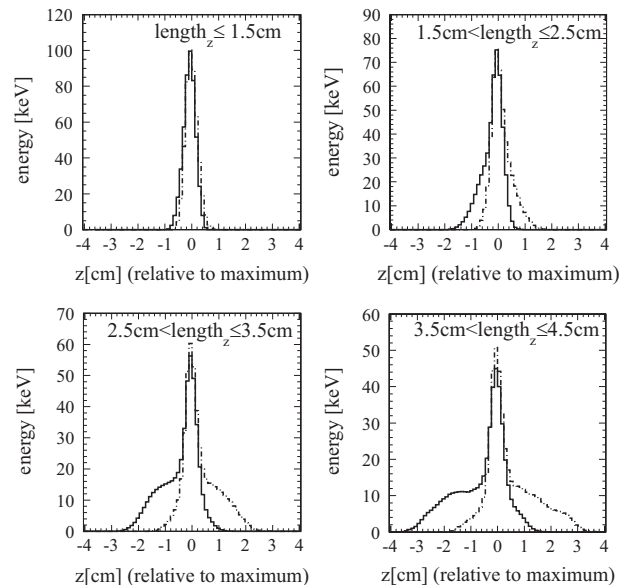 length_z ≤ 1.5cm
energy [keV]
120
100
80
60
40
20
0
-4 -3 -2 -1 0 1 2 3 4
z[cm] (relative to maximum)
1.5cm<length_z≤2.5cm
energy [keV]
90
80
70
60
50
40
30
20
10
0
-4 -3 -2 -1 0 1 2 3 4
z[cm] (relative to maximum)
2.5cm<length_z≤3.5cm
energy [keV]
70
60
50
40
30
20
10
0
-4 -3 -2 -1 0 1 2 3 4
z[cm] (relative to maximum)
3.5cm<length_z≤4.5cm
energy [keV]
60
50
40
30
20
10
0
-4 -3 -2 -1 0 1 2 3 4
z[cm] (relative to maximum)